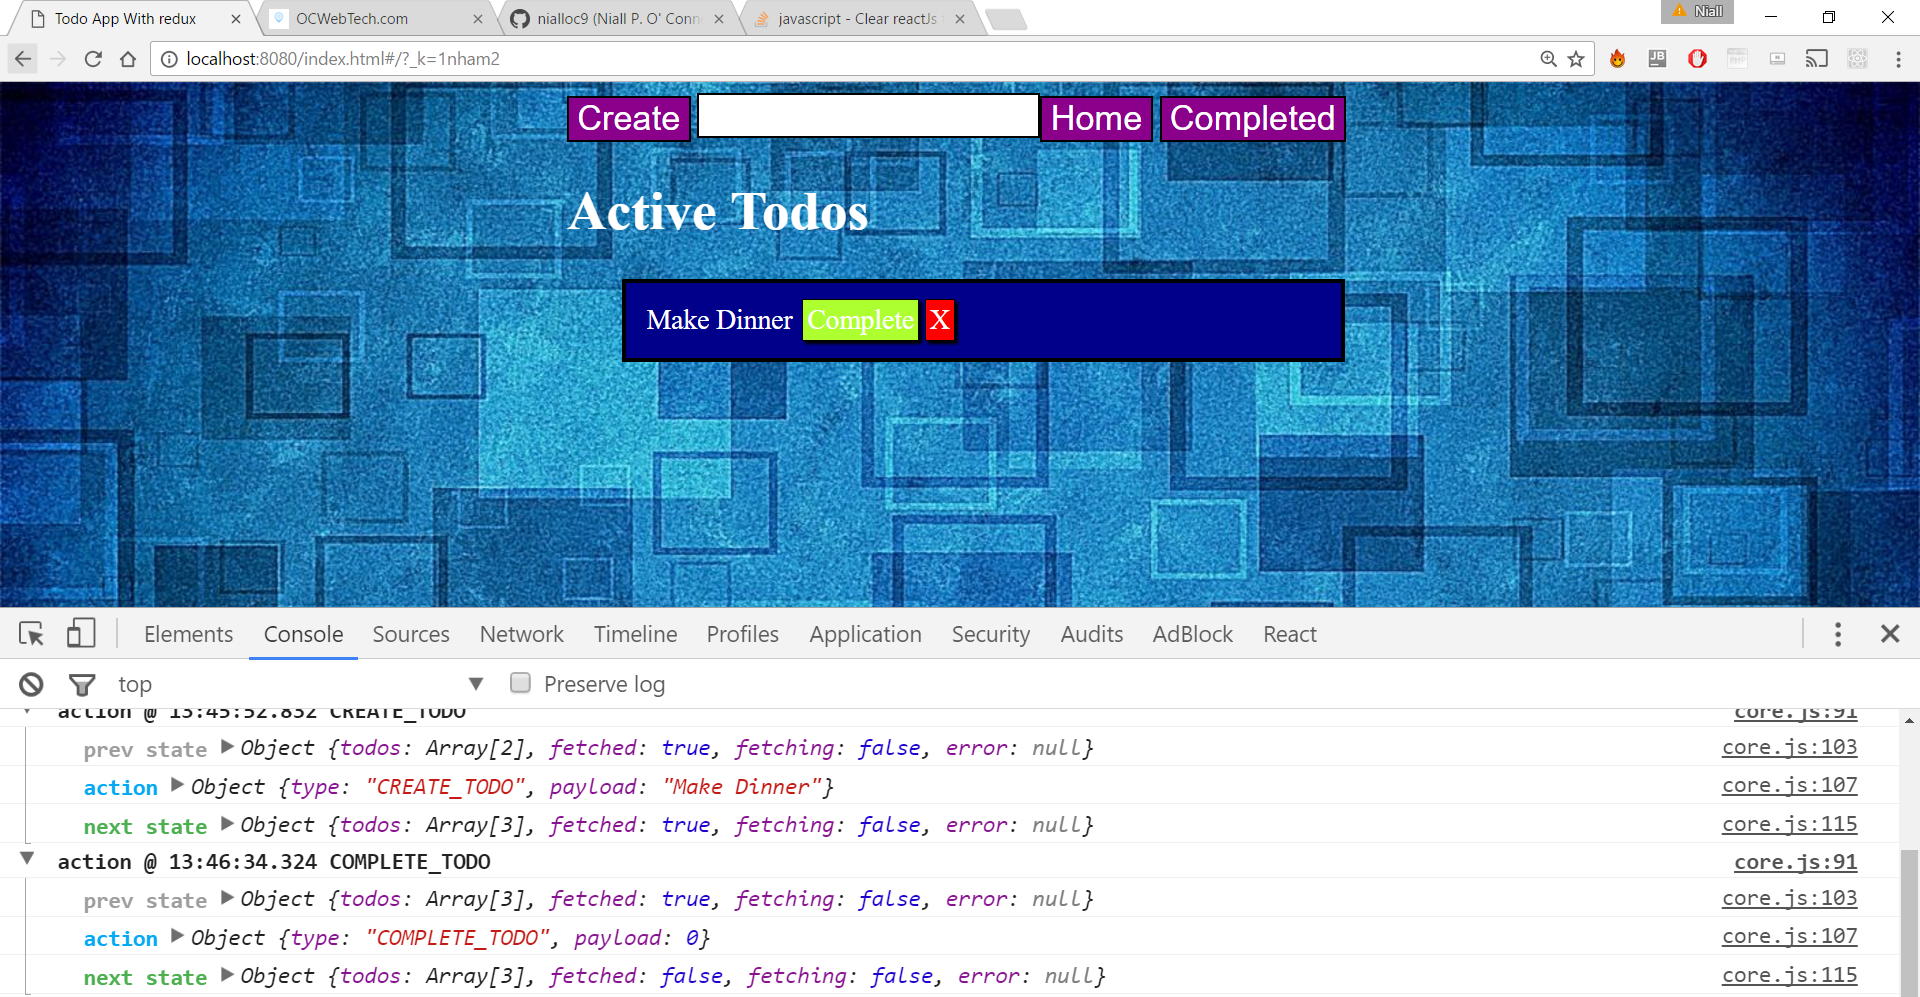 Todo App With redux
OCWebTech.com
nialloc9 (Niall P. O' Conn
javascript - Clear reactJs
Niall
localhost:8080/index.html#/?_k=1nham2
JB
Create Home Completed
Active Todos
Make Dinner Complete X
Elements Console Sources Network Timeline Profiles Application Security Audits AdBlock React
top Preserve log
action @ 13:45:52.832 CREATE_TODO core.js:91
prev state Object {todos: Array[2], fetched: true, fetching: false, error: null} core.js:103
action Object {type: "CREATE_TODO", payload: "Make Dinner"} core.js:107
next state Object {todos: Array[3], fetched: true, fetching: false, error: null} core.js:115
action @ 13:46:34.324 COMPLETE_TODO core.js:91
prev state Object {todos: Array[3], fetched: true, fetching: false, error: null} core.js:103
action Object {type: "COMPLETE_TODO", payload: 0} core.js:107
next state Object {todos: Array[3], fetched: false, fetching: false, error: null} core.js:115